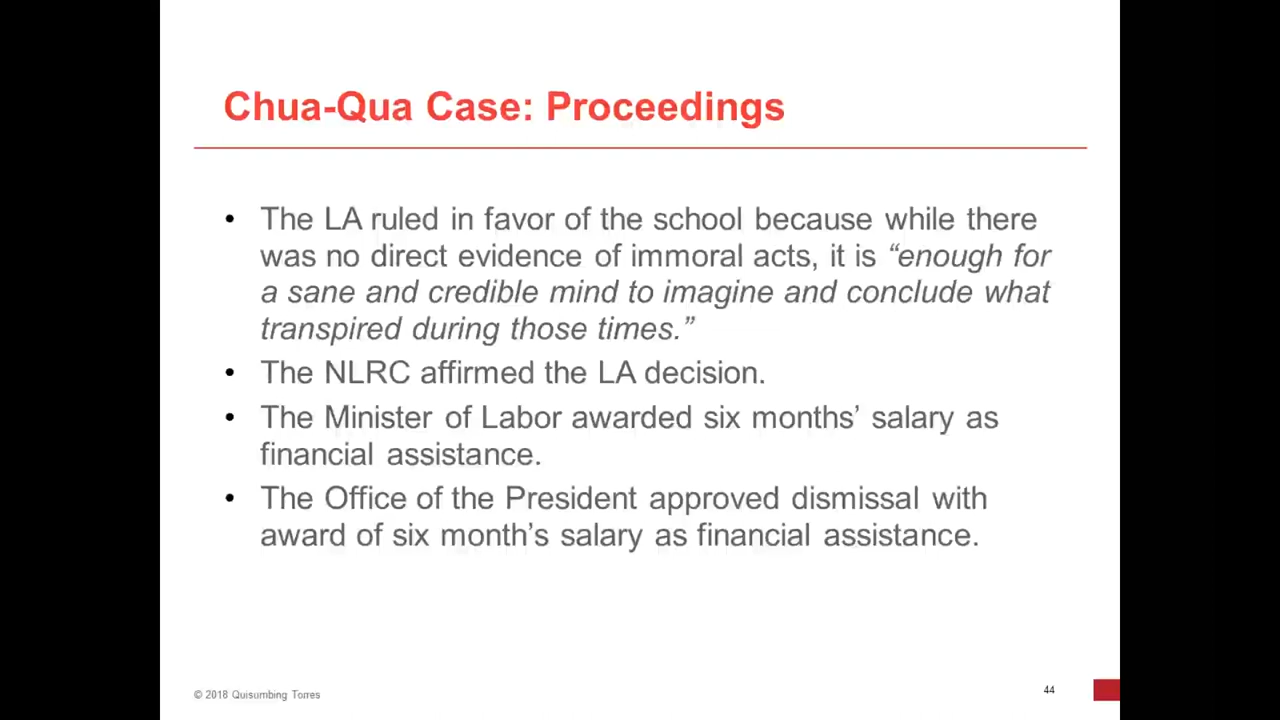 Chua-Qua Case: Proceedings
• The LA ruled in favor of the school because while there
was no direct evidence of immoral acts, it is “enough for
a sane and credible mind to imagine and conclude what
transpired during those times.”
• The NLRC affirmed the LA decision.
• The Minister of Labor awarded six months’ salary as
financial assistance.
• The Office of the President approved dismissal with
award of six month’s salary as financial assistance.
© 2018 Quisumbing Torres
44